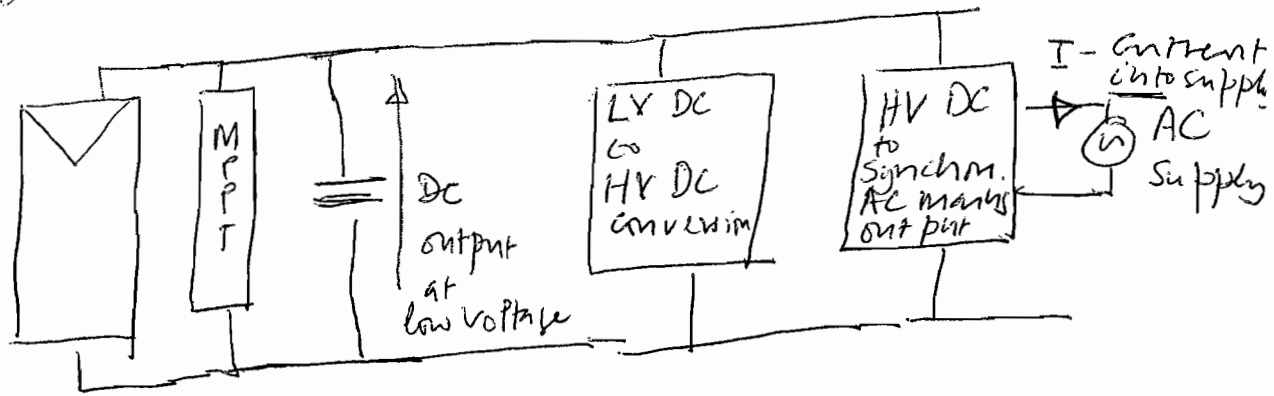 MPPT
DC
output
at
low voltage
LV DC
to
HV DC
conversion
HV DC
to
Synchron.
AC mains
output
I - Current
into supply
AC
Supply